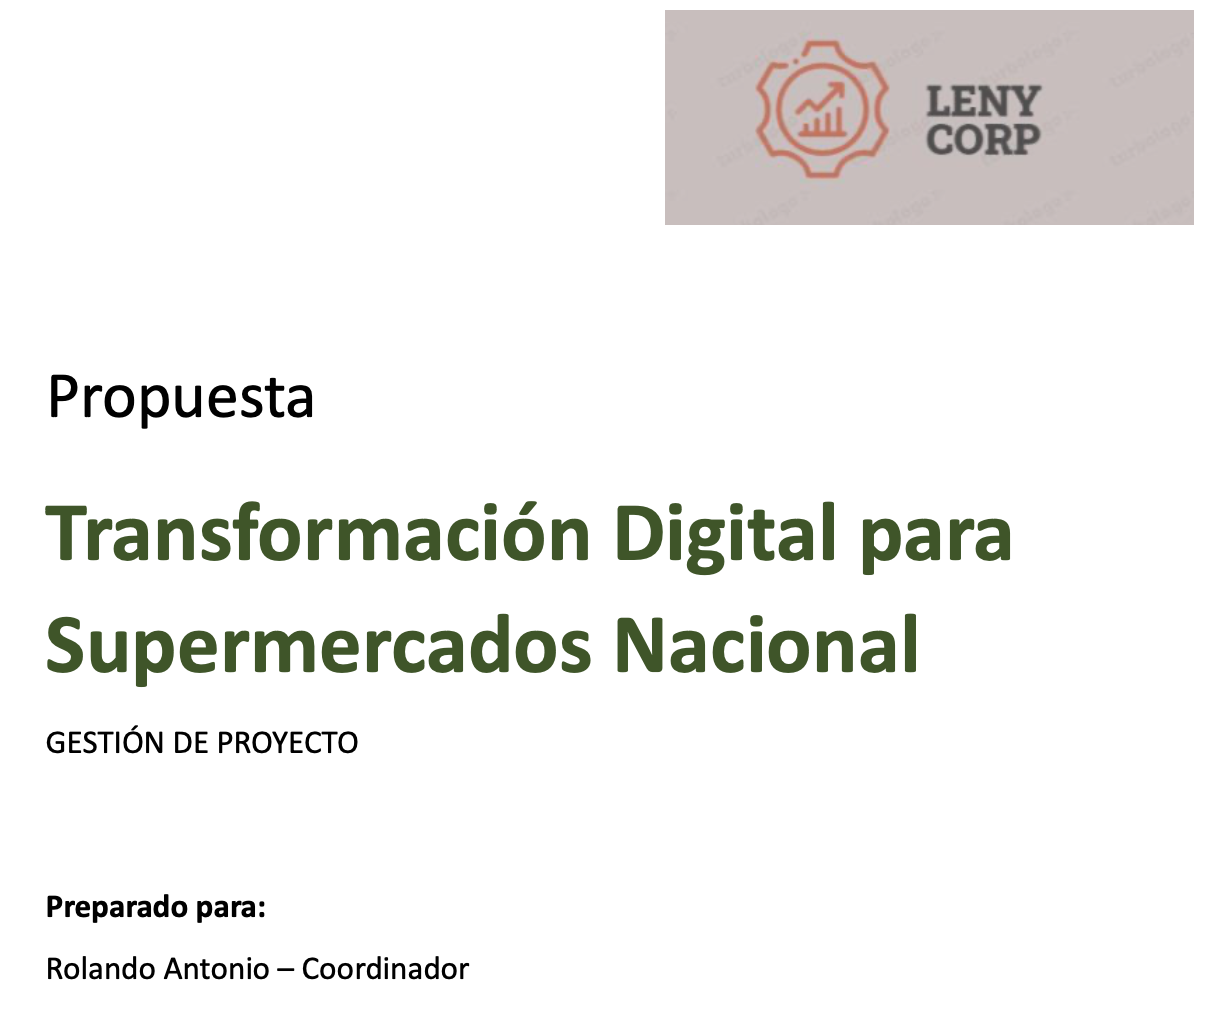 LENY
CORP
Propuesta
Transformación Digital para
Supermercados Nacional
GESTIÓN DE PROYECTO
Preparado para:
Rolando Antonio – Coordinador